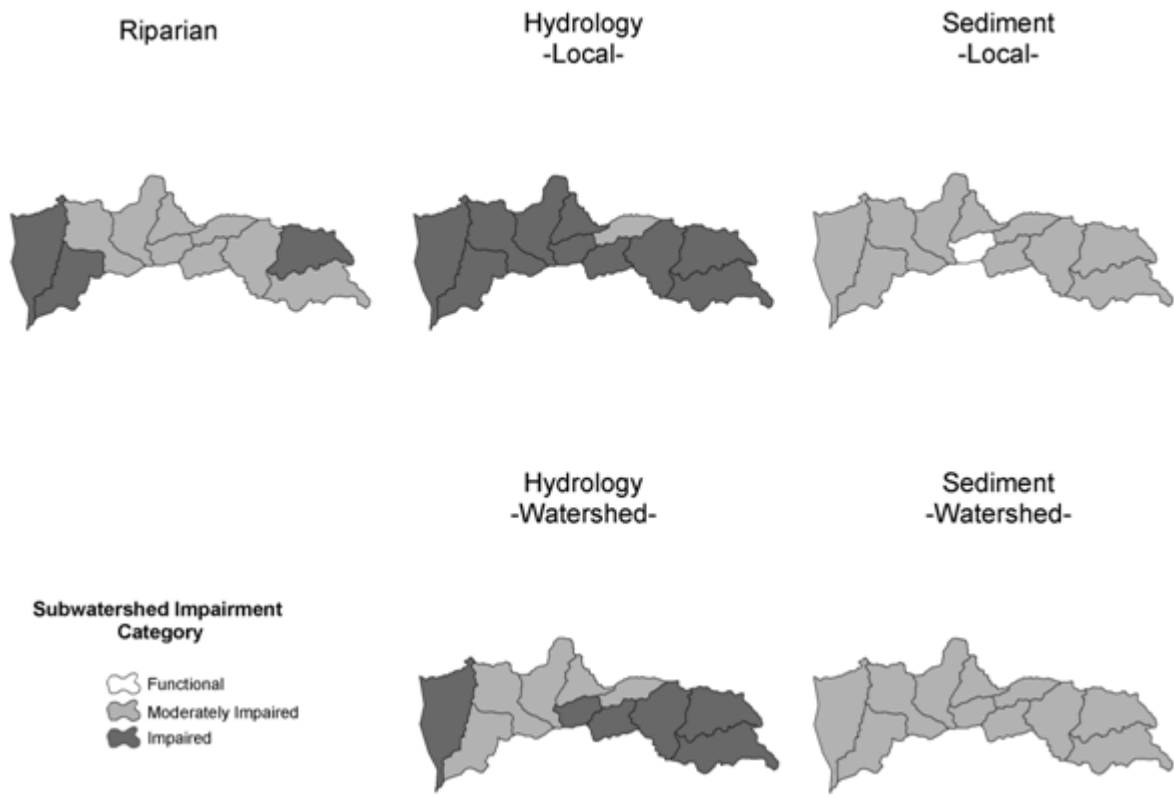 Riparian
Hydrology
-Local-
Sediment
-Local-
Hydrology
-Watershed-
Sediment
-Watershed-
Subwatershed Impairment
Category
Functional
Moderately Impaired
Impaired